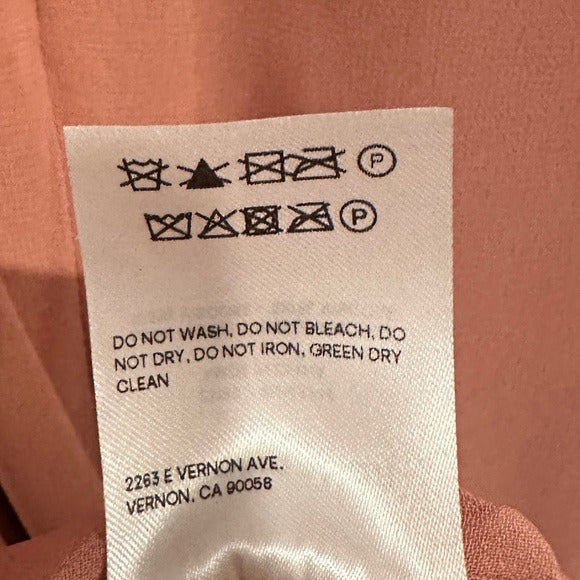 P
P
DO NOT WASH, DO NOT BLEACH, DO
NOT DRY, DO NOT IRON, GREEN DRY
CLEAN
2263 E VERNON AVE.
VERNON, CA 90058